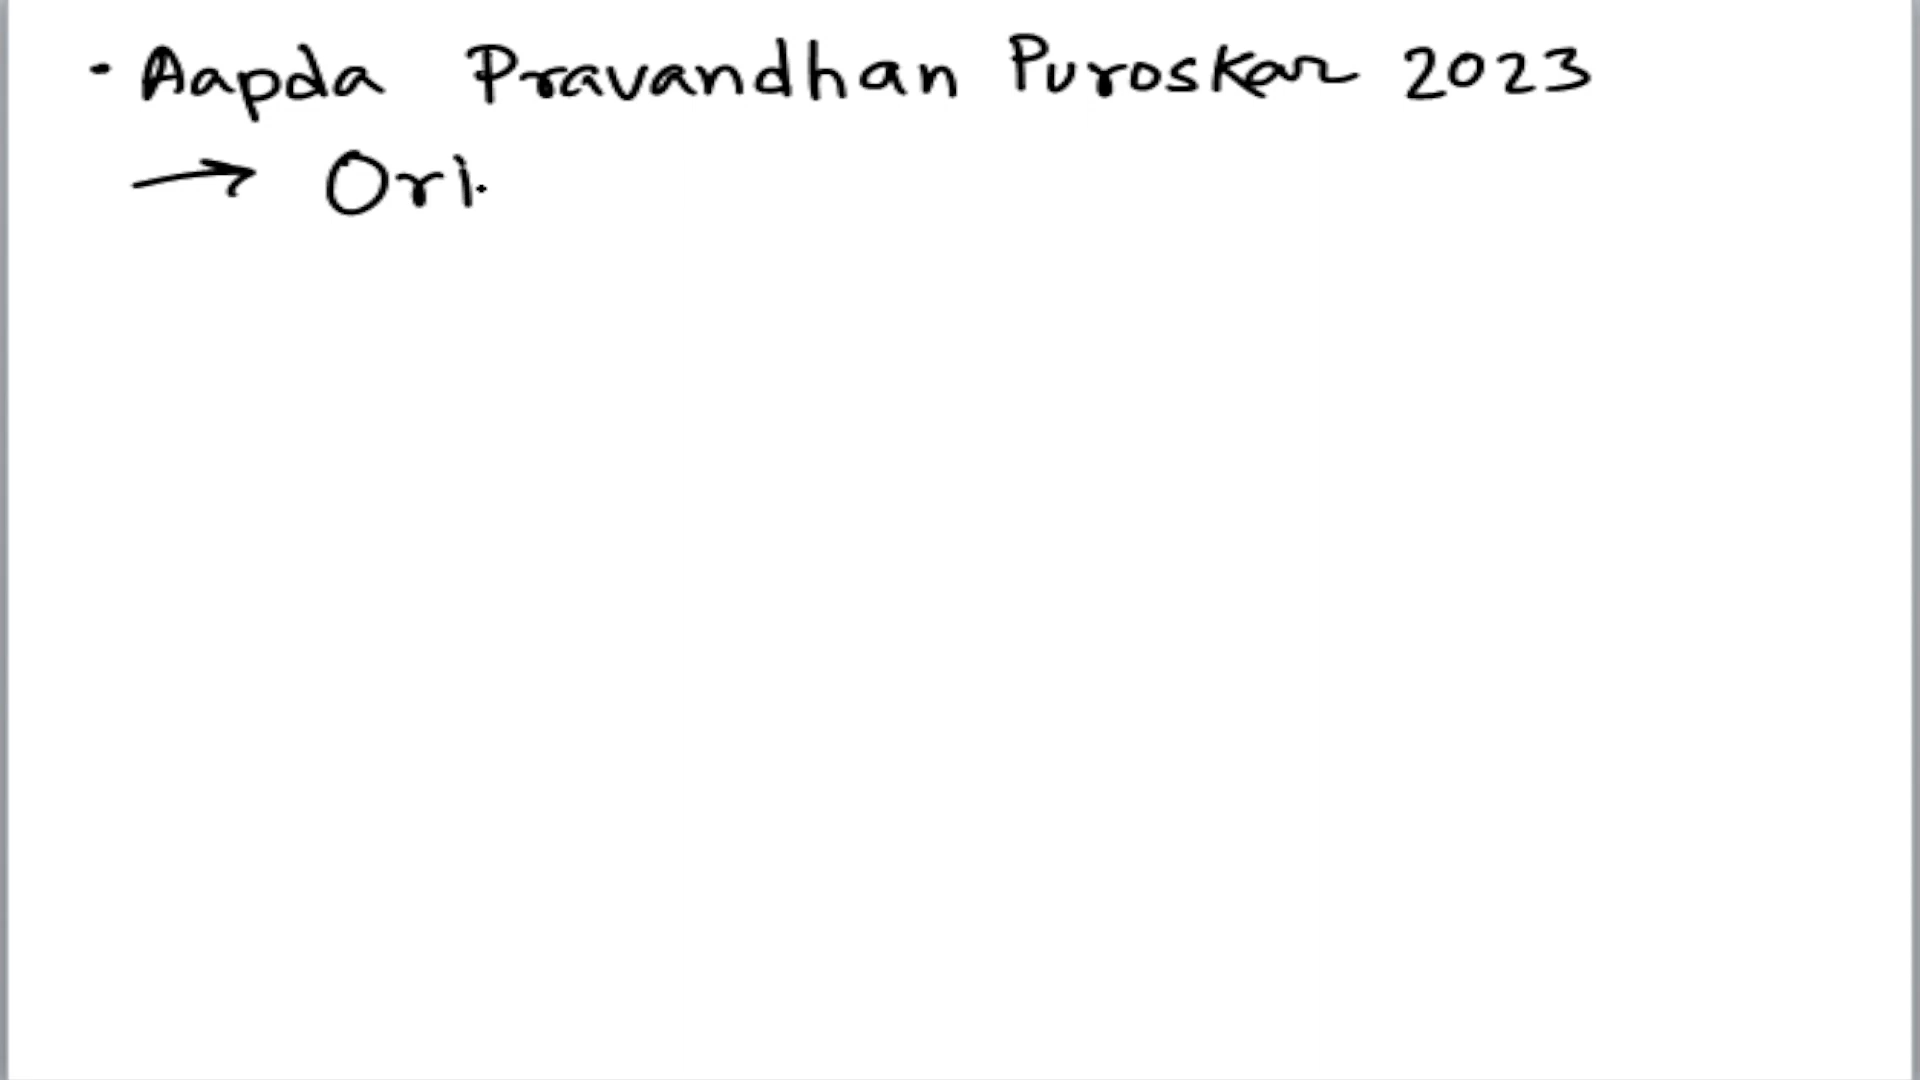 · Aapda Pravandhan Puroskar 2023
→ Ori